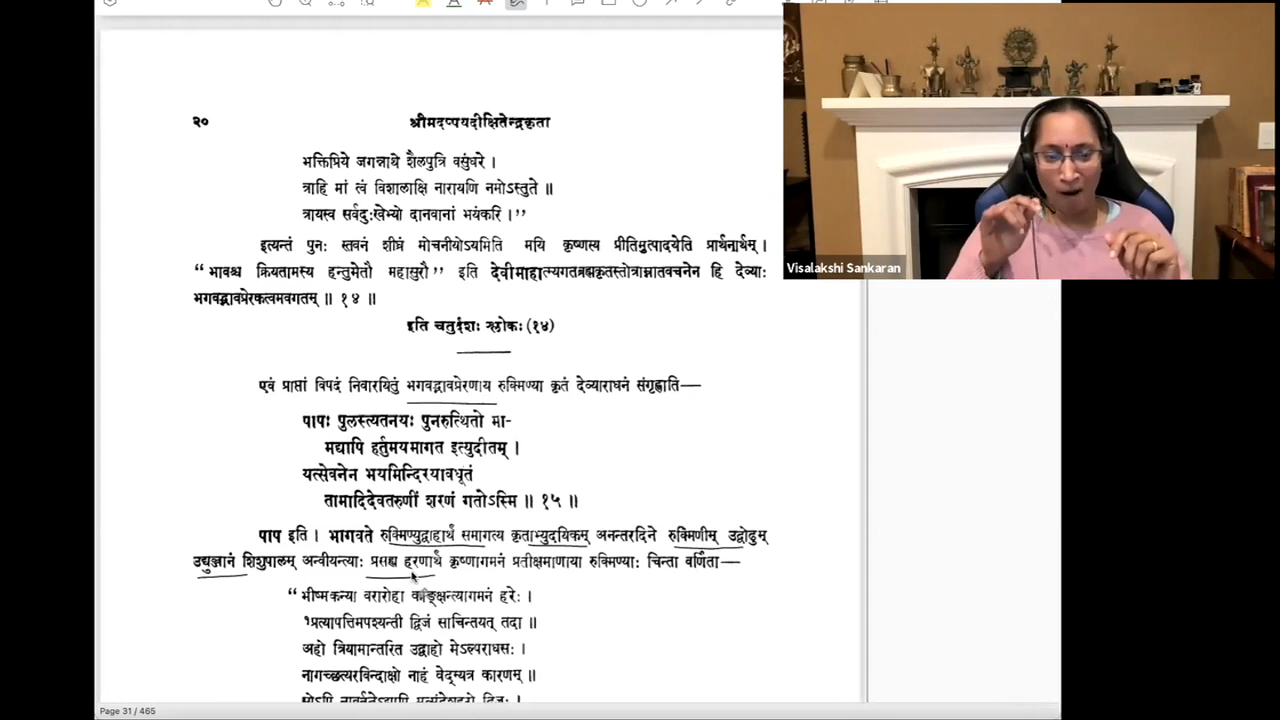 २० श्रीमदप्पयदीक्षितेन्द्रकृता
भक्तिप्रिये जगन्नाथे शैलपुत्रि वसुंधरे ।
त्राहि मां त्वं विशालाक्षि नारायणि नमोऽस्तुते ॥
त्रायस्व सर्वदुःखेभ्यो दानवानां भयंकरि ।”
इत्यन्तं पुनः स्तवनं शीघ्रं मोचनीयोऽयमिति मयि कृष्णस्य प्रीतिमुत्पादयेति प्रार्थनार्थम् ।
“ भावश्च क्रियतामस्य हन्तुमेतौ महासुरौ” इति देवीमाहात्म्यगतब्रह्मकृतस्तोत्राम्नातवचनेन हि देव्याः
भगवद्भावप्रेरकत्वमवगतम् ॥ १४ ॥
इति चतुर्दशः श्लोकः (१४)
एवं प्राप्तां विपदं निवारयितुं भगवद्भावप्रेरणाय रुक्मिण्या कृतं देव्याराधनं संगृह्णाति—
पापः पुलस्त्यतनयः पुनरुत्थितो मा-
मद्यापि हर्तुमयमागत इत्युदीतम् ।
यत्सेवनेन भयमिन्दिरयावधूतं
तामादिदेवतरुणीं शरणं गतोऽस्मि ॥ १५ ॥
पाप इति । भागवते रुक्मिण्युद्वाहार्थं समागत्य कृताभ्युदयिकम् अनन्तरदिने रुक्मिणीम् उद्वोढुम्
उद्युञ्जानं शिशुपालम् अन्वीयन्त्याः प्रसह्य हरणार्थं कृष्णागमनं प्रतीक्षमाणाया रुक्मिण्याः चिन्ता वर्णिता—
“ भीष्मकन्या वरारोहा काङ्क्षन्त्यागमनं हरेः ।
१प्रत्यापत्तिमपश्यन्ती द्विजं साचिन्तयत् तदा ॥
अहो त्रियामान्तरित उद्वाहो मेऽल्पराधसः ।
नागच्छत्यरविन्दाक्षो नाहं वेद्म्यत्र कारणम् ॥
Page 31 / 465
Visalakshi Sankaran